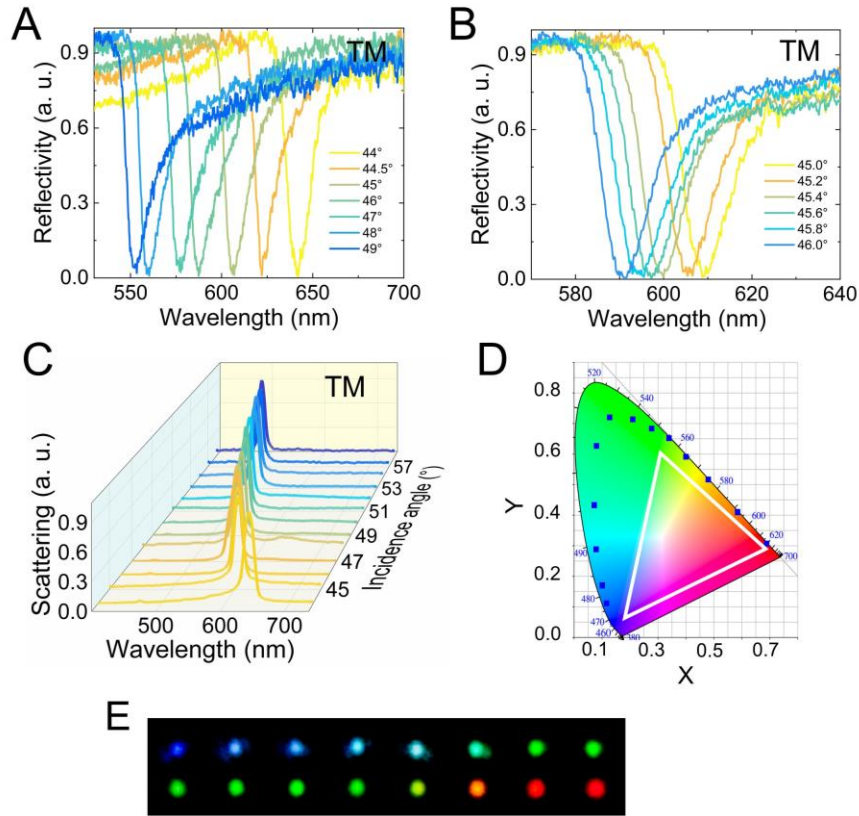 A
TM
Reflectivity (a. u.)
0.9
0.6
0.3
0.0
44°
44.5°
45°
46°
47°
48°
49°
550 600 650 700
Wavelength (nm)
B
TM
Reflectivity (a. u.)
0.9
0.6
0.3
0.0
45.0°
45.2°
45.4°
45.6°
45.8°
46.0°
580 600 620 640
Wavelength (nm)
C
TM
Scattering (a. u.)
0.9
0.6
0.3
0.0
500 600 700
Wavelength (nm)
57
53
51
49
47
45
Incidence angle (°)
D
0.8
0.6
0.4
0.2
0.0
Y
0.1 0.3 0.5 0.7
X
520
540
560
580
600
620
700
490
480
470
460
E